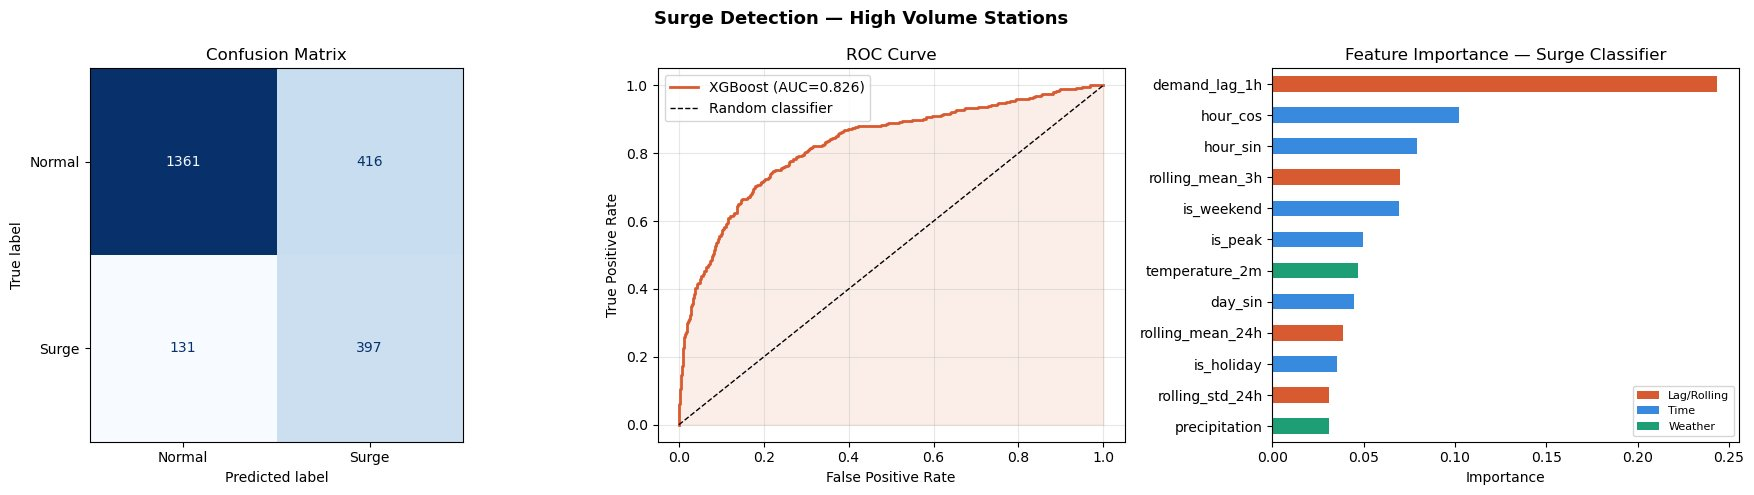 Surge Detection — High Volume Stations
Confusion Matrix
True label
Normal
Surge
1361
416
131
397
Normal
Surge
Predicted label
ROC Curve
XGBoost (AUC=0.826)
Random classifier
True Positive Rate
1.0
0.8
0.6
0.4
0.2
0.0
0.0
0.2
0.4
0.6
0.8
1.0
False Positive Rate
Feature Importance — Surge Classifier
demand_lag_1h
hour_cos
hour_sin
rolling_mean_3h
is_weekend
is_peak
temperature_2m
day_sin
rolling_mean_24h
is_holiday
rolling_std_24h
precipitation
Lag/Rolling
Time
Weather
0.00
0.05
0.10
0.15
0.20
0.25
Importance